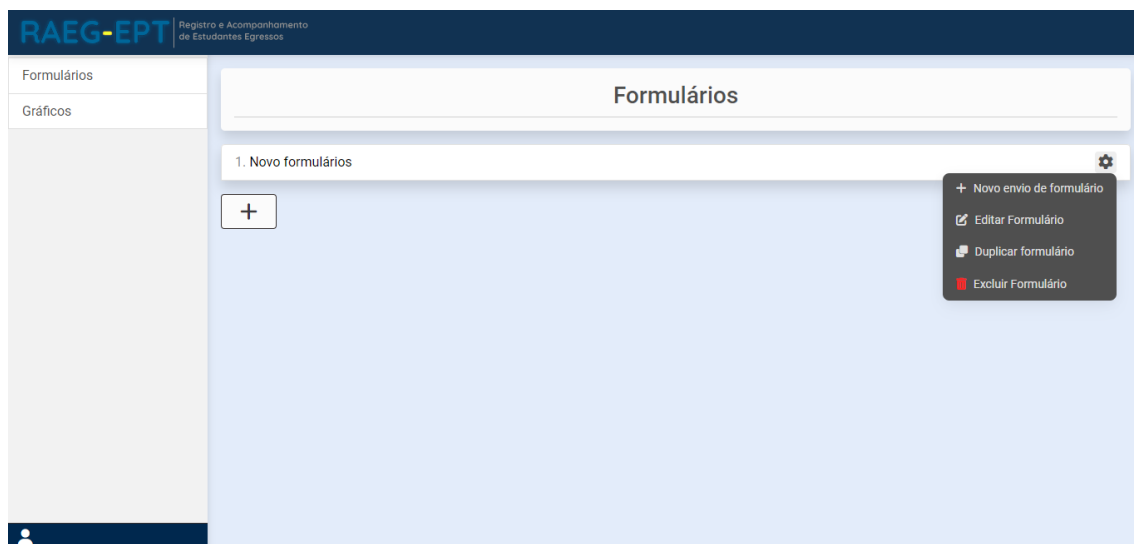 RAEG-EPT
Registro e Acompanhamento
de Estudantes Egressos
Formulários
Gráficos
Formulários
1. Novo formulários
Novo envio de formulário
Editar Formulário
Duplicar formulário
Excluir Formulário